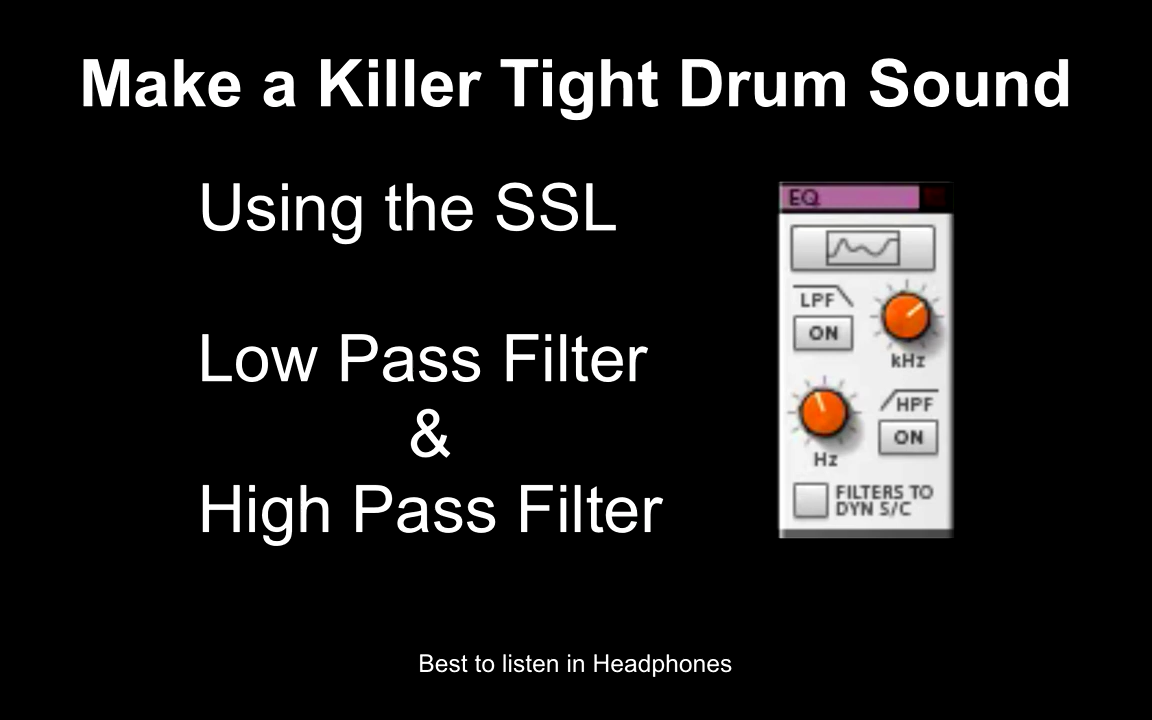 Make a Killer Tight Drum Sound
Using the SSL
Low Pass Filter
&
High Pass Filter
EQ
LPF
ON
kHz
HPF
ON
Hz
FILTERS TO
DYN S/C
Best to listen in Headphones